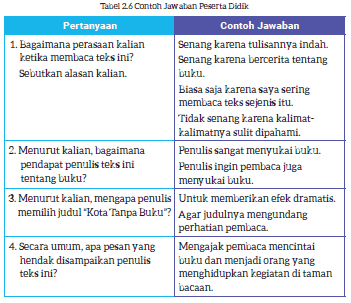 Tabel 2.6 Contoh Jawaban Peserta Didik
Pertanyaan
Contoh Jawaban
1. Bagaimana perasaan kalian
ketika membaca teks ini?
Sebutkan alasan kalian.
Senang karena tulisannya indah.
Senang karena bercerita tentang
buku.
Biasa saja karena saya sering
membaca teks sejenis itu.
Tidak senang karena kalimat-
kalimatnya sulit dipahami.
2. Menurut kalian, bagaimana
pendapat penulis teks ini
tentang buku?
Penulis sangat menyukai buku.
Penulis ingin pembaca juga
menyukai buku.
3. Menurut kalian, mengapa penulis
memilih judul “Kota Tanpa Buku”?
Untuk memberikan efek dramatis.
Agar judulnya mengundang
perhatian pembaca.
4. Secara umum, apa pesan yang
hendak disampaikan penulis
teks ini?
Mengajak pembaca mencintai
buku dan menjadi orang yang
menghidupkan kegiatan di taman
bacaan.